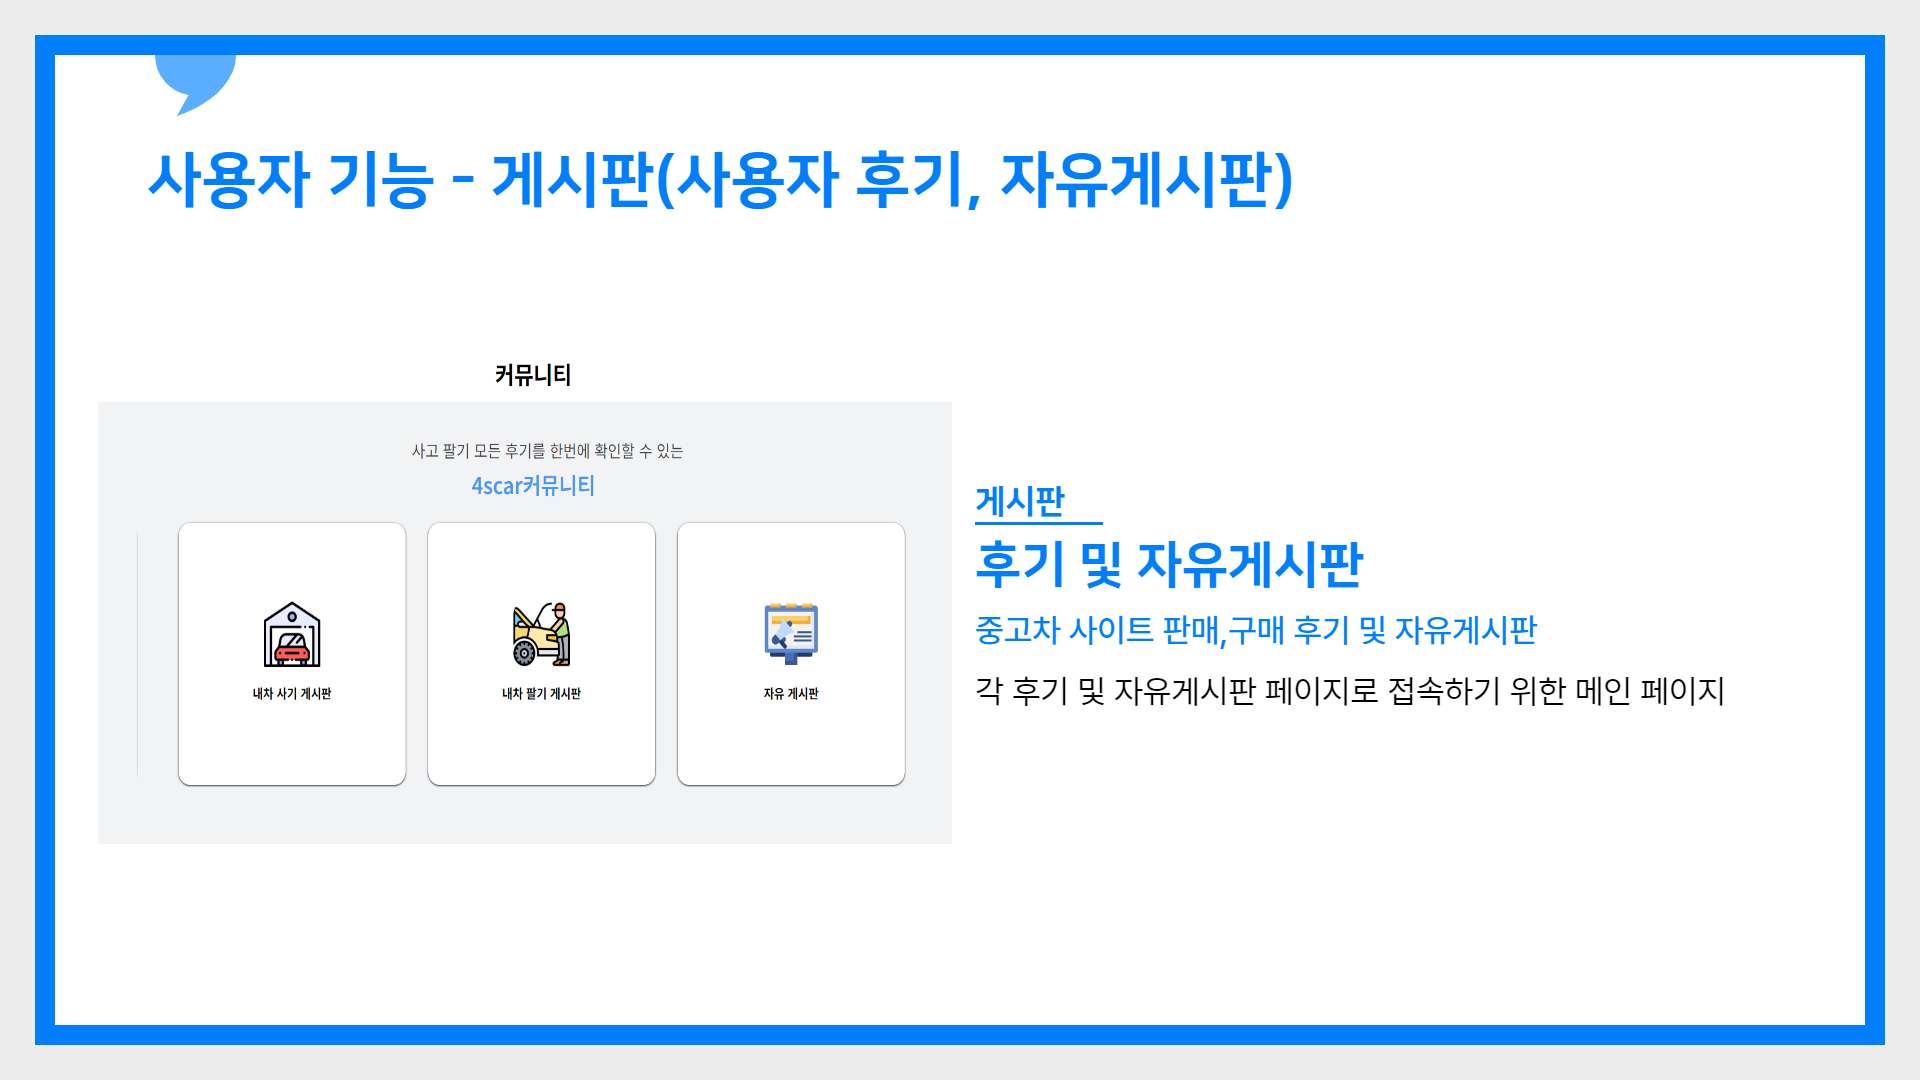 사용자 기능 - 게시판(사용자 후기, 자유게시판)
커뮤니티
사고 팔기 모든 후기를 한번에 확인할 수 있는
4scar커뮤니티
내차 사기 게시판
내차 팔기 게시판
자유 게시판
게시판
후기 및 자유게시판
중고차 사이트 판매,구매 후기 및 자유게시판
각 후기 및 자유게시판 페이지로 접속하기 위한 메인 페이지